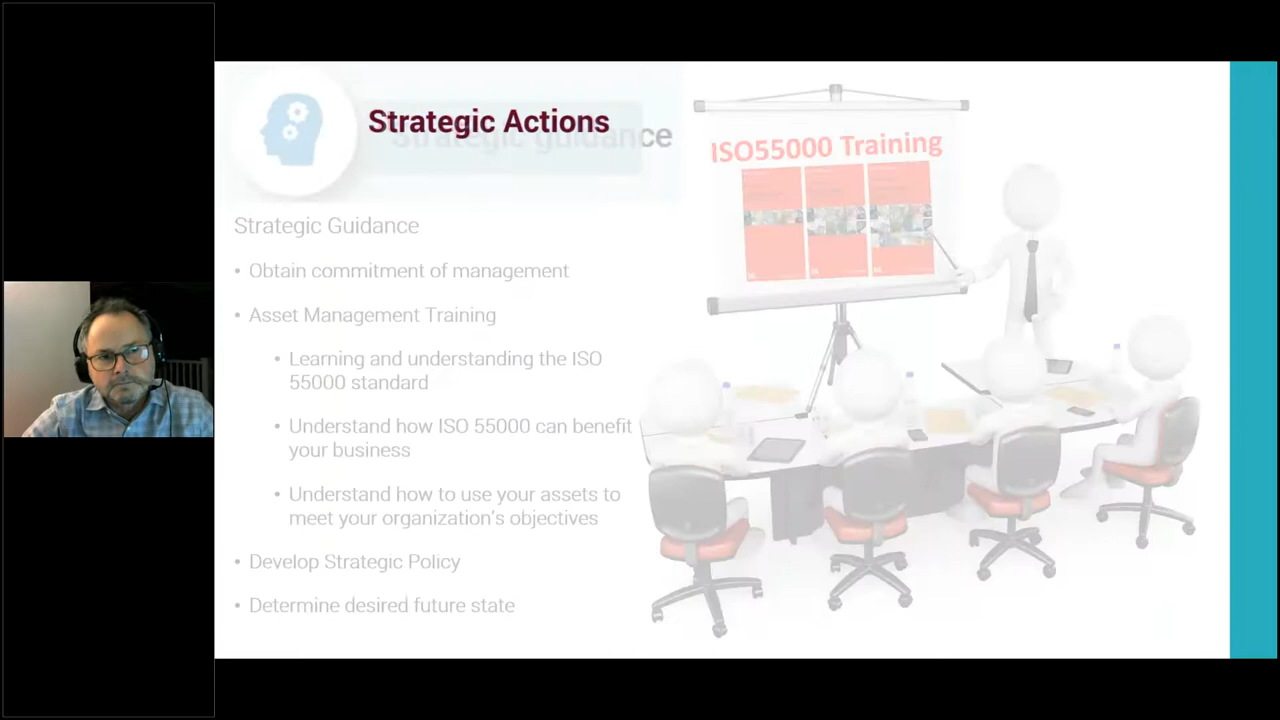 Strategic Actions
Strategic guidance
Strategic Guidance
• Obtain commitment of management
• Asset Management Training
• Learning and understanding the ISO
55000 standard
• Understand how ISO 55000 can benefit
your business
• Understand how to use your assets to
meet your organization's objectives
• Develop Strategic Policy
• Determine desired future state
ISO55000 Training